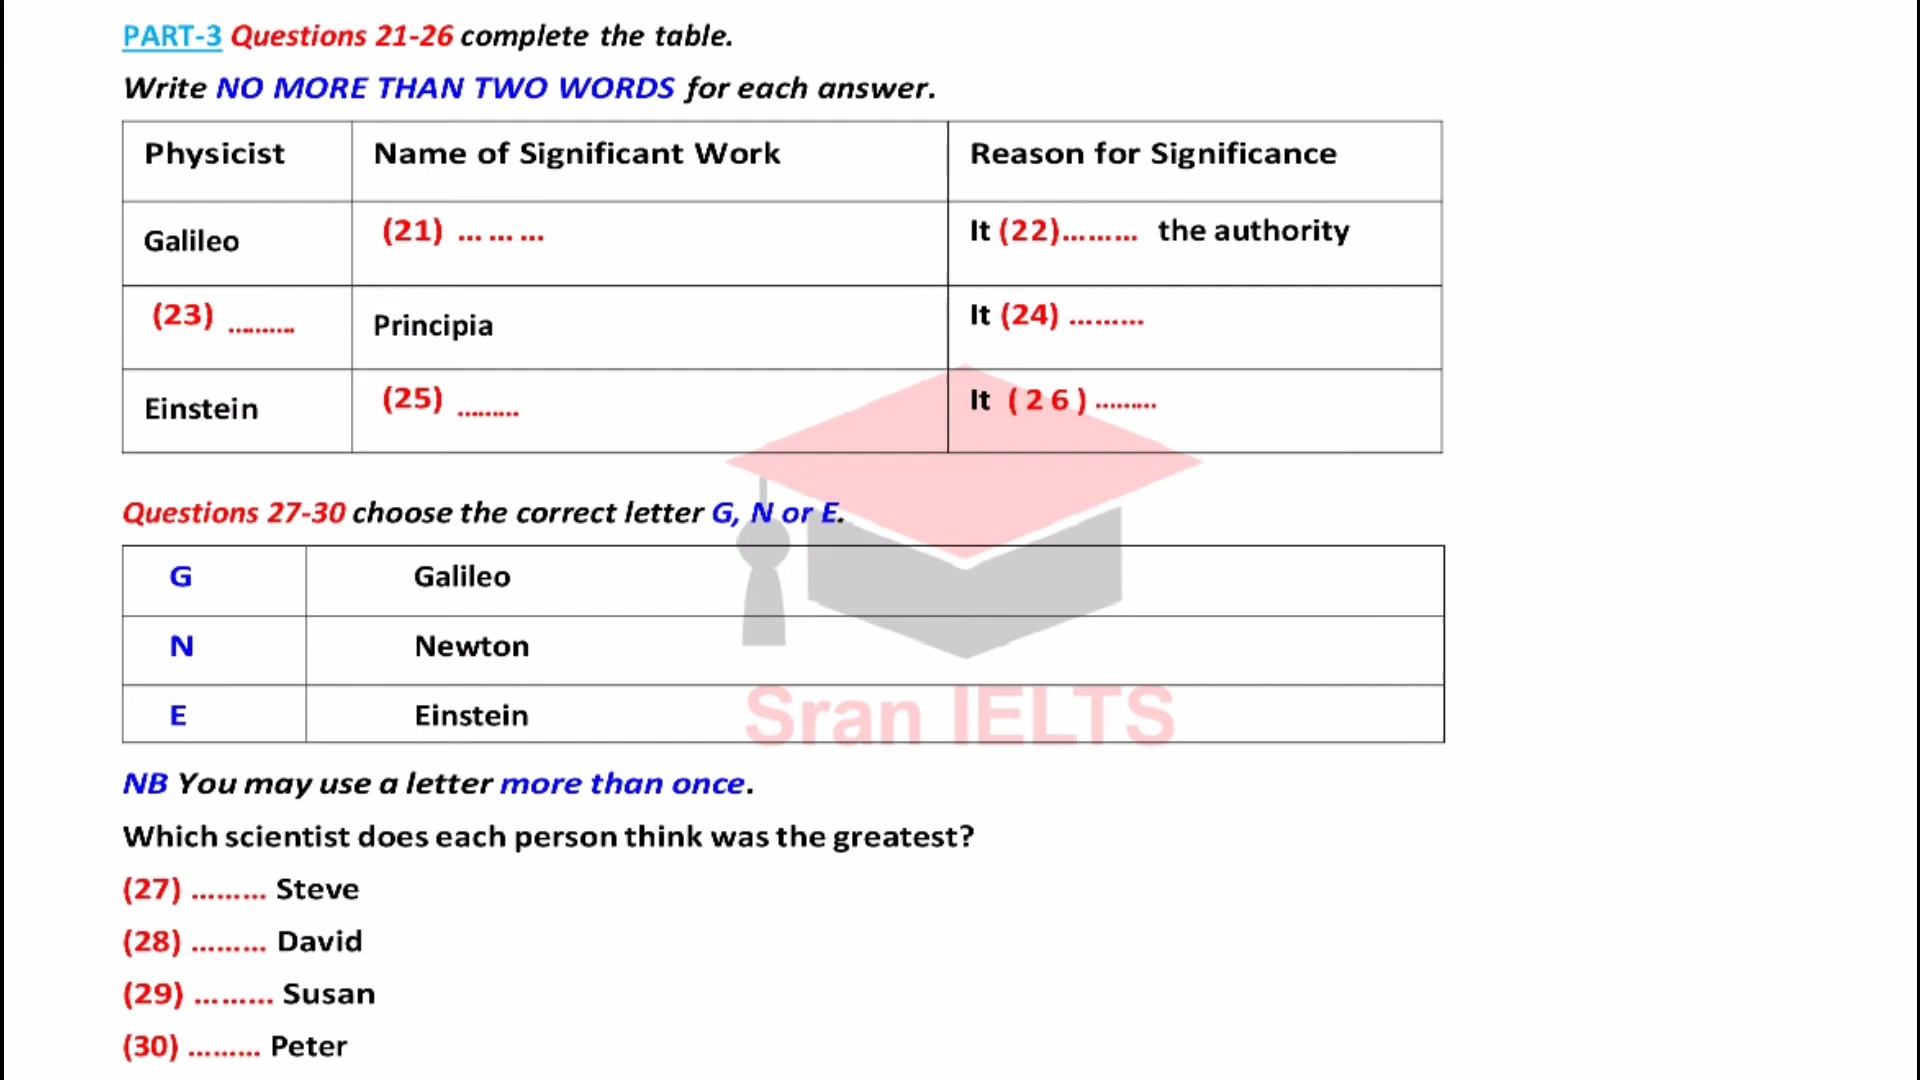 PART-3 Questions 21-26 complete the table.
Write NO MORE THAN TWO WORDS for each answer.
Physicist Name of Significant Work Reason for Significance
Galileo (21) ... ... ... It (22)......... the authority
(23) .......... Principia It (24) .........
Einstein (25) ......... It (26) .........
Questions 27-30 choose the correct letter G, N or E.
G Galileo
N Newton
E Einstein
Sran IELTS
NB You may use a letter more than once.
Which scientist does each person think was the greatest?
(27) ......... Steve
(28) ......... David
(29) ......... Susan
(30) ......... Peter